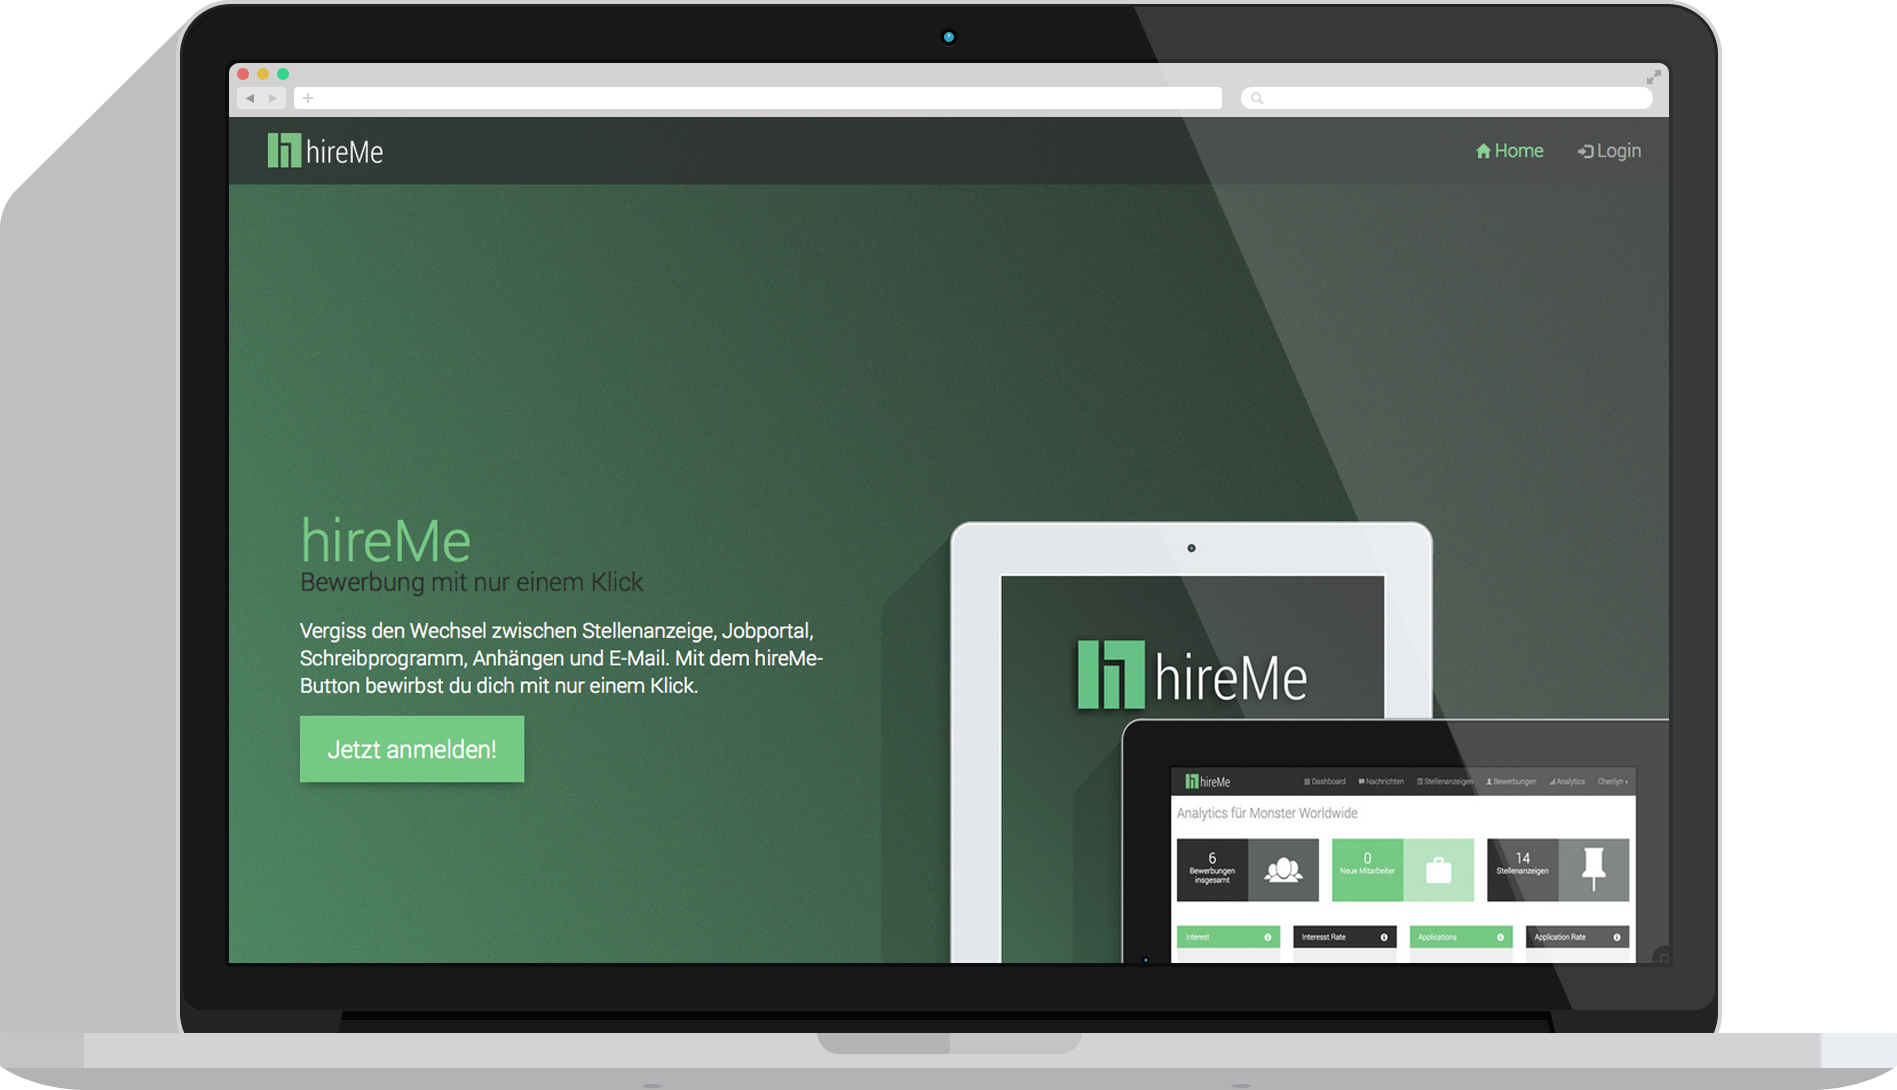 hireMe
Home
Login
hireMe
Bewerbung mit nur einem Klick
Vergiss den Wechsel zwischen Stellenanzeige, Jobportal,
Schreibprogramm, Anhängen und E-Mail. Mit dem hireMe-
Button bewirbst du dich mit nur einem Klick.
Jetzt anmelden!
hireMe
hireMe
Dashboard
Nachrichten
Stellenanzeigen
Bewerbungen
Analytics
Cherilyn
Analytics für Monster Worldwide
6
Bewerbungen
insgesamt
0
Neue Mitarbeiter
14
Stellenanzeigen
Interest
Interesst Rate
Applications
Application Rate